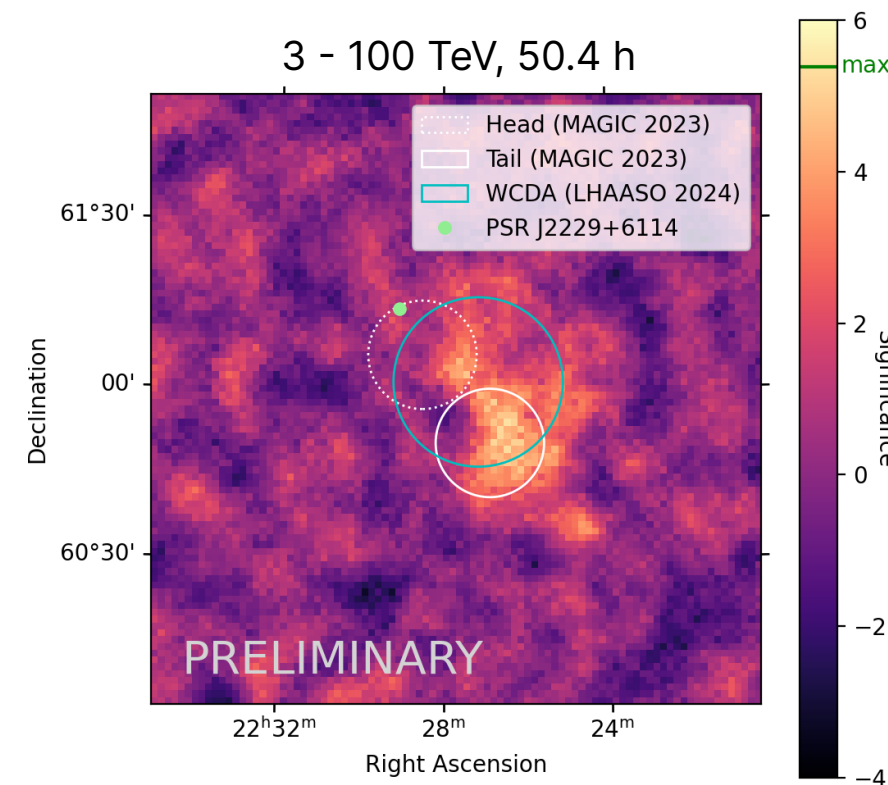 3 - 100 TeV, 50.4 h
Head (MAGIC 2023)
Tail (MAGIC 2023)
WCDA (LHAASO 2024)
PSR J2229+6114
61°30'
00'
60°30'
Declination
PRELIMINARY
22ʰ32ᵐ
28ᵐ
24ᵐ
Right Ascension
6
max
4
2
0
−2
−4
Significance